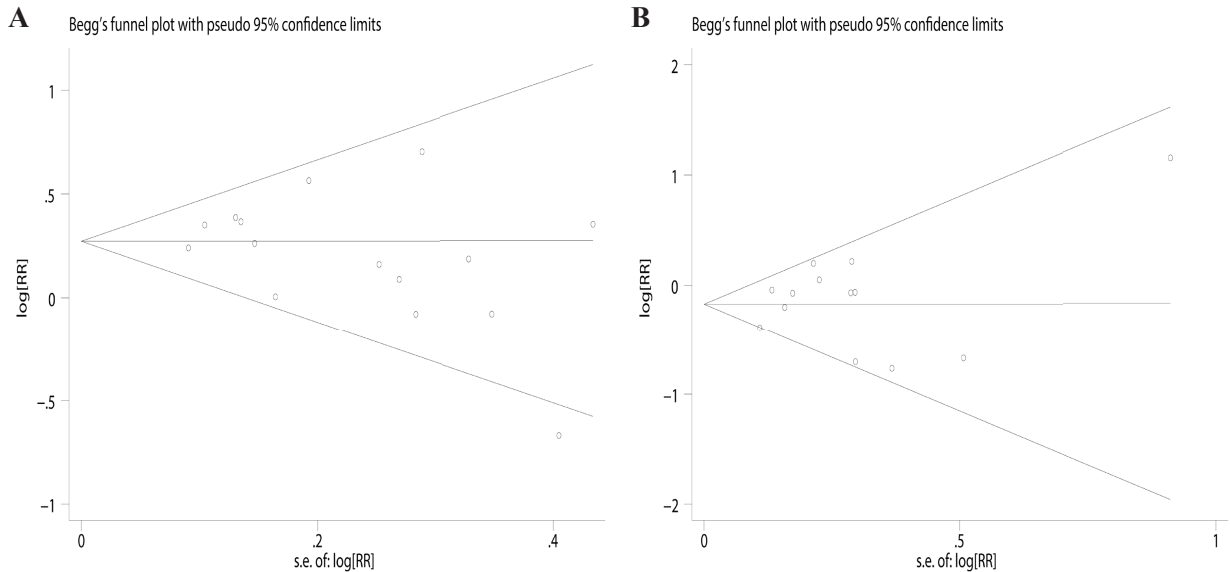 A
Begg's funnel plot with pseudo 95% confidence limits
1
.5
0
−.5
−1
log[RR]
0
.2
.4
s.e. of: log[RR]
B
Begg's funnel plot with pseudo 95% confidence limits
2
1
0
−1
−2
log[RR]
0
.5
1
s.e. of: log[RR]